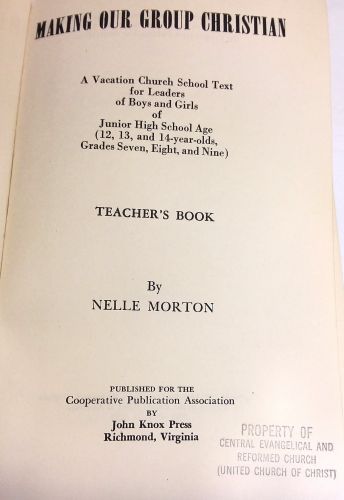 MAKING OUR GROUP CHRISTIAN
A Vacation Church School Text
for Leaders
of Boys and Girls
of
Junior High School Age
(12, 13, and 14-year-olds,
Grades Seven, Eight, and Nine)
TEACHER'S BOOK
By
NELLE MORTON
PUBLISHED FOR THE
Cooperative Publication Association
BY
John Knox Press
Richmond, Virginia
PROPERTY OF
CENTRAL EVANGELICAL AND
REFORMED CHURCH
(UNITED CHURCH OF CHRIST)